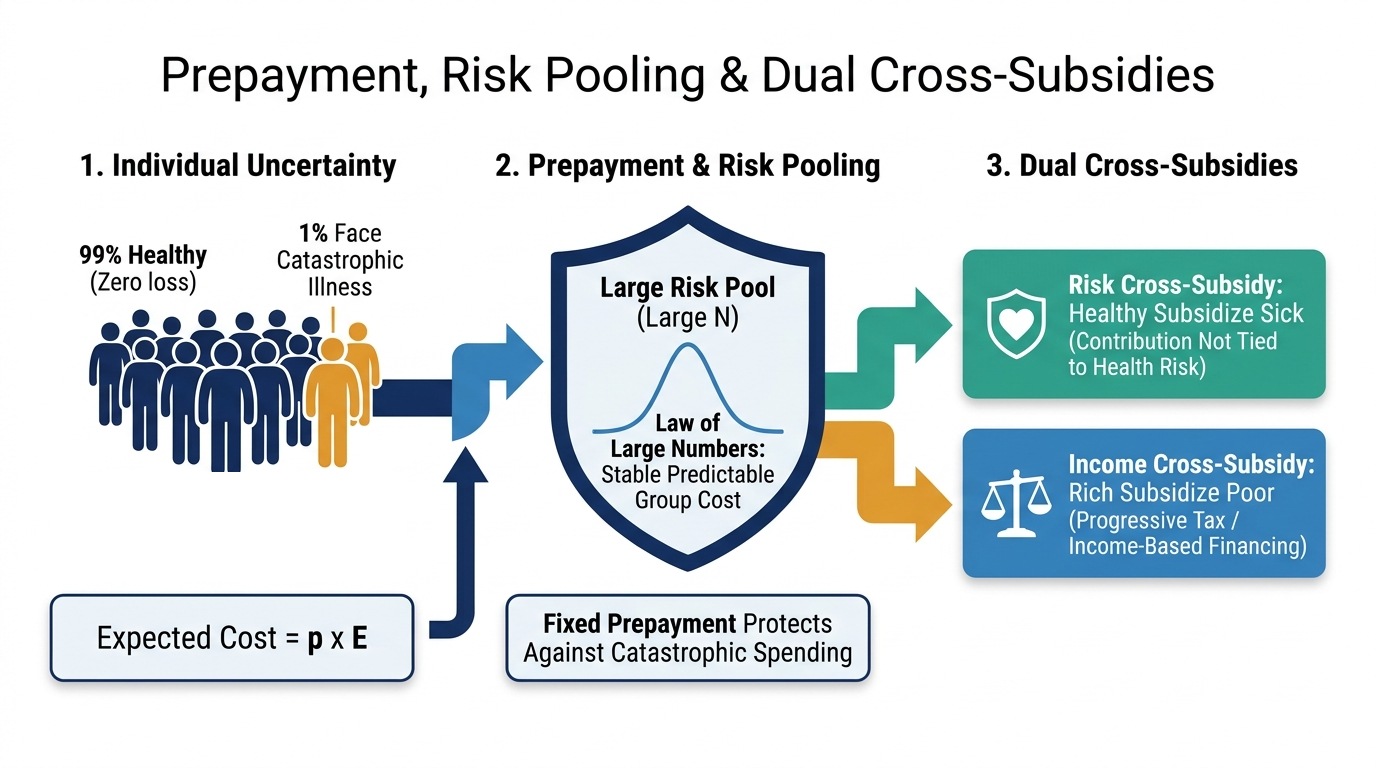 Prepayment, Risk Pooling & Dual Cross-Subsidies
1. Individual Uncertainty
99% Healthy
(Zero loss)
1% Face
Catastrophic
Illness
Expected Cost = p x E
2. Prepayment & Risk Pooling
Large Risk Pool
(Large N)
Law of
Large Numbers:
Stable Predictable
Group Cost
Fixed Prepayment Protects
Against Catastrophic Spending
3. Dual Cross-Subsidies
Risk Cross-Subsidy:
Healthy Subsidize Sick
(Contribution Not Tied
to Health Risk)
Income Cross-Subsidy:
Rich Subsidize Poor
(Progressive Tax /
Income-Based Financing)